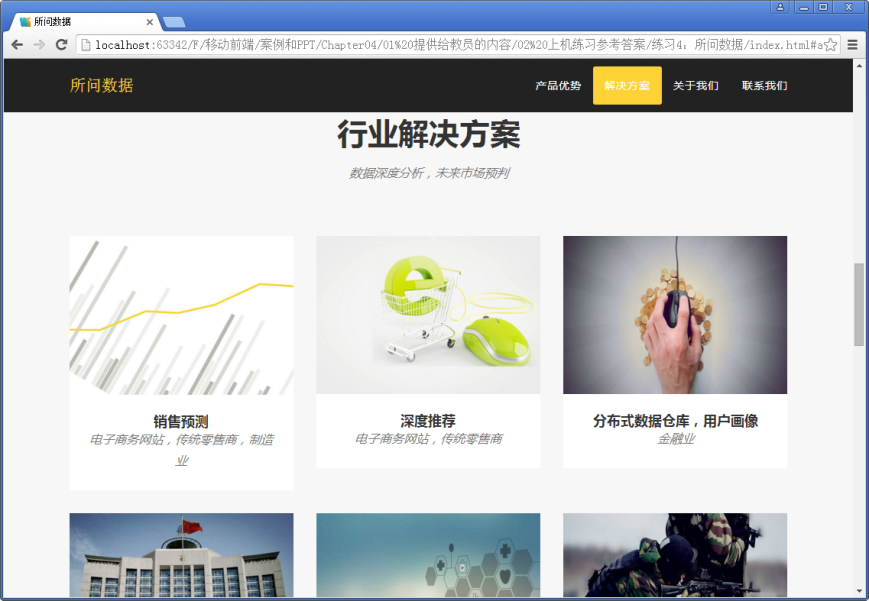 所问数据
localhost:63342/F/移动前端/案例和PPT/Chapter04/01%20提供给教员的内容/02%20上机练习参考答案/练习4：所问数据/index.html#a
所问数据
产品优势 解决方案 关于我们 联系我们
行业解决方案
数据深度分析，未来市场预判
销售预测
电子商务网站，传统零售商，制造
业
深度推荐
电子商务网站，传统零售商
分布式数据仓库，用户画像
金融业